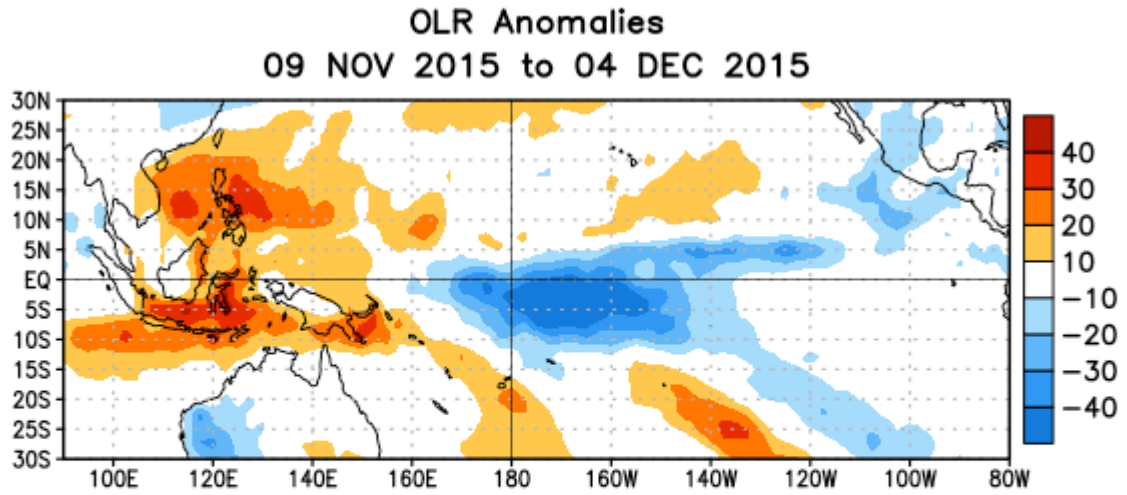 OLR Anomalies
09 NOV 2015 to 04 DEC 2015
30N
25N
20N
15N
10N
5N
EQ
5S
10S
15S
20S
25S
30S
100E 120E 140E 160E 180 160W 140W 120W 100W 80W
40
30
20
10
-10
-20
-30
-40